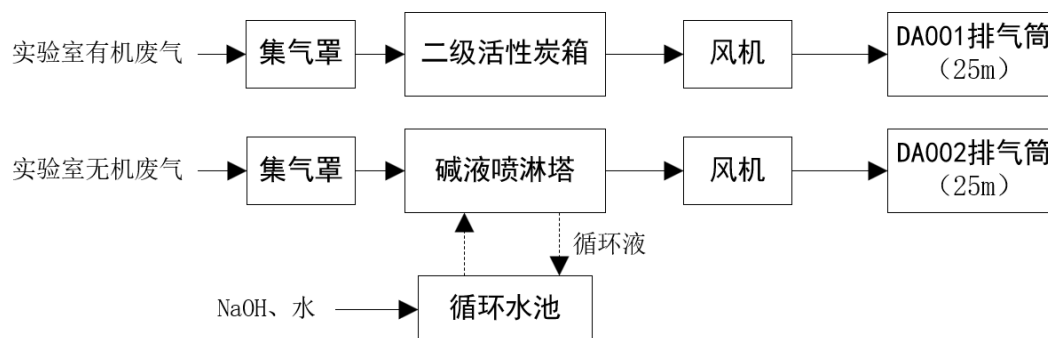 实验室有机废气
集气罩
二级活性炭箱
风机
DA001排气筒
（25m）
实验室无机废气
集气罩
碱液喷淋塔
风机
DA002排气筒
（25m）
循环液
NaOH、水
循环水池